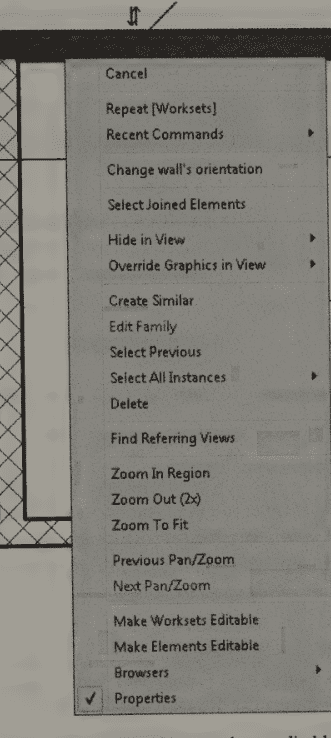 Cancel
Repeat [Worksets]
Recent Commands
Change wall's orientation
Select Joined Elements
Hide in View
Override Graphics in View
Create Similar
Edit Family
Select Previous
Select All Instances
Delete
Find Referring Views
Zoom In Region
Zoom Out (2x)
Zoom To Fit
Previous Pan/Zoom
Next Pan/Zoom
Make Worksets Editable
Make Elements Editable
Browsers
Properties